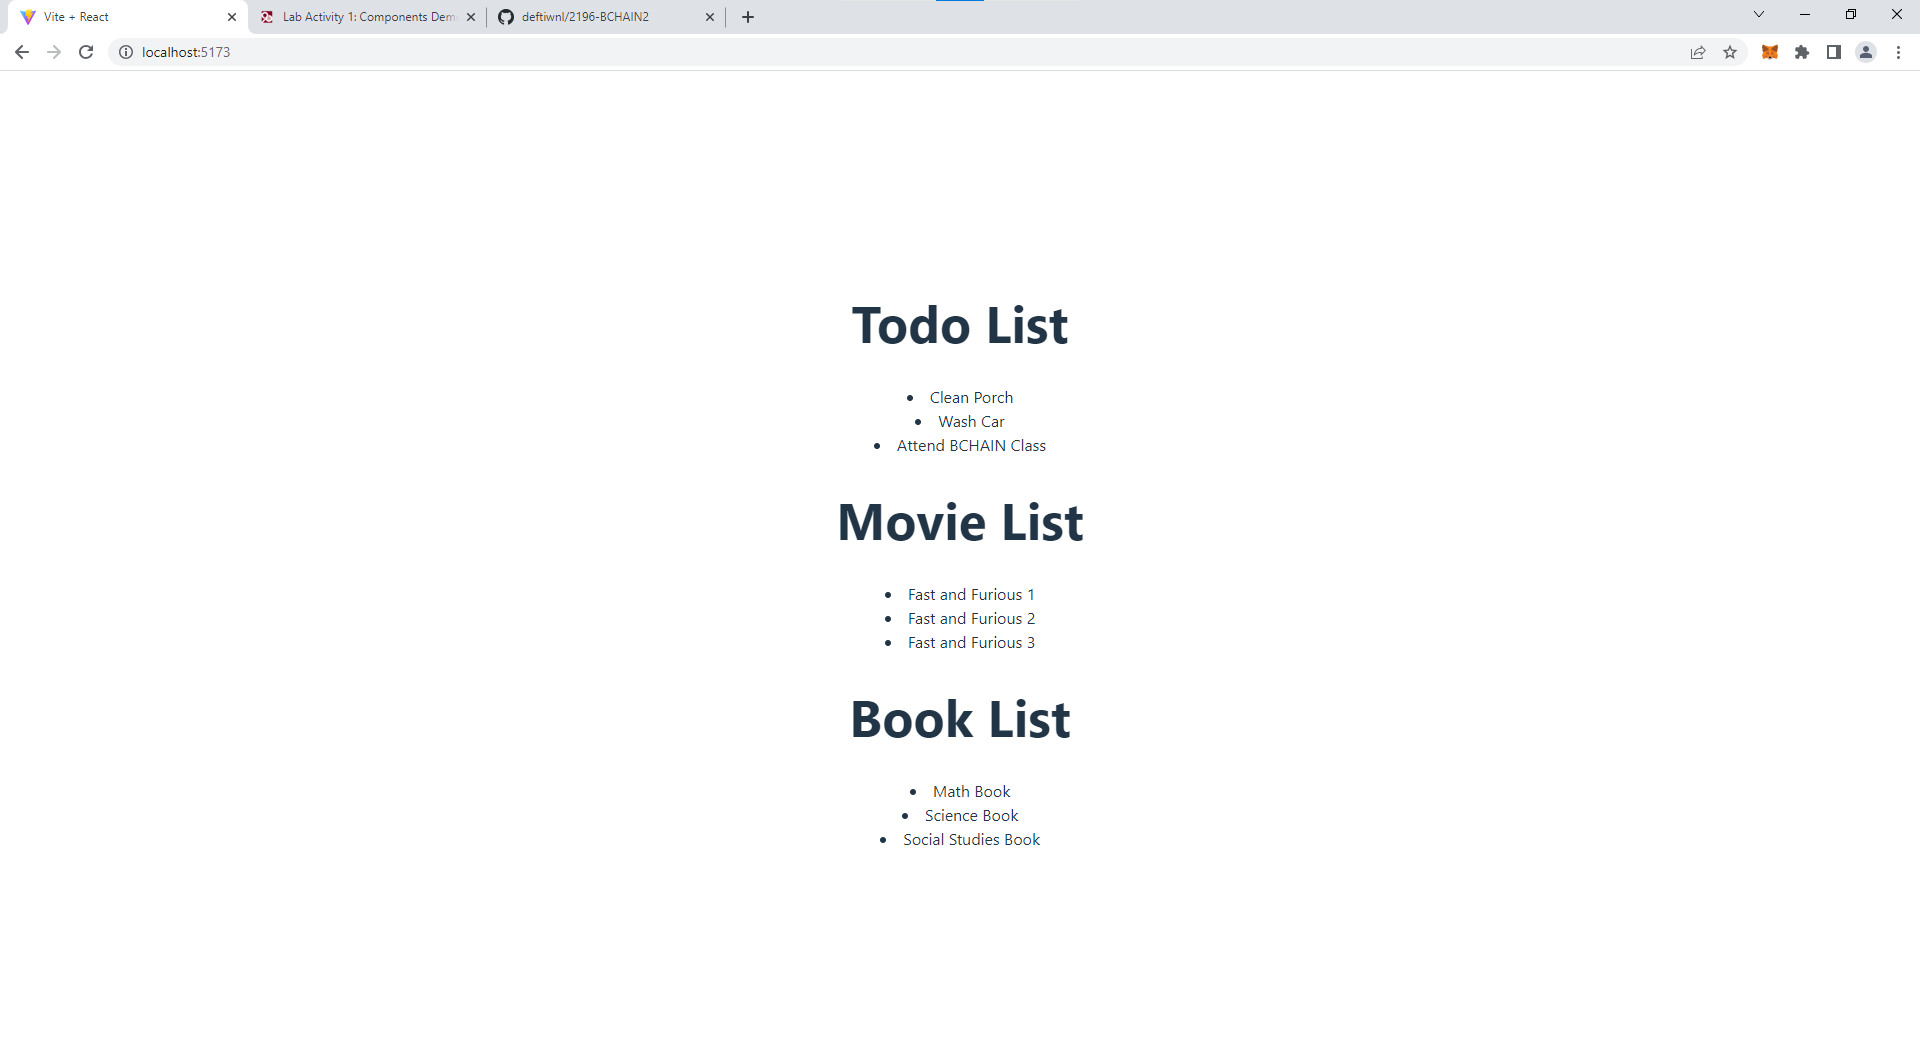 Vite + React
Lab Activity 1: Components Dem
deftiwnl/2196-BCHAIN2
localhost:5173
Todo List
Clean Porch
Wash Car
Attend BCHAIN Class
Movie List
Fast and Furious 1
Fast and Furious 2
Fast and Furious 3
Book List
Math Book
Science Book
Social Studies Book